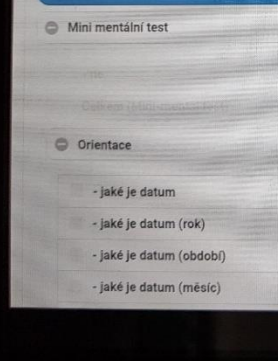 Mini mentální test
Orientace
- jaké je datum
- jaké je datum (rok)
- jaké je datum (období)
- jaké je datum (měsíc)